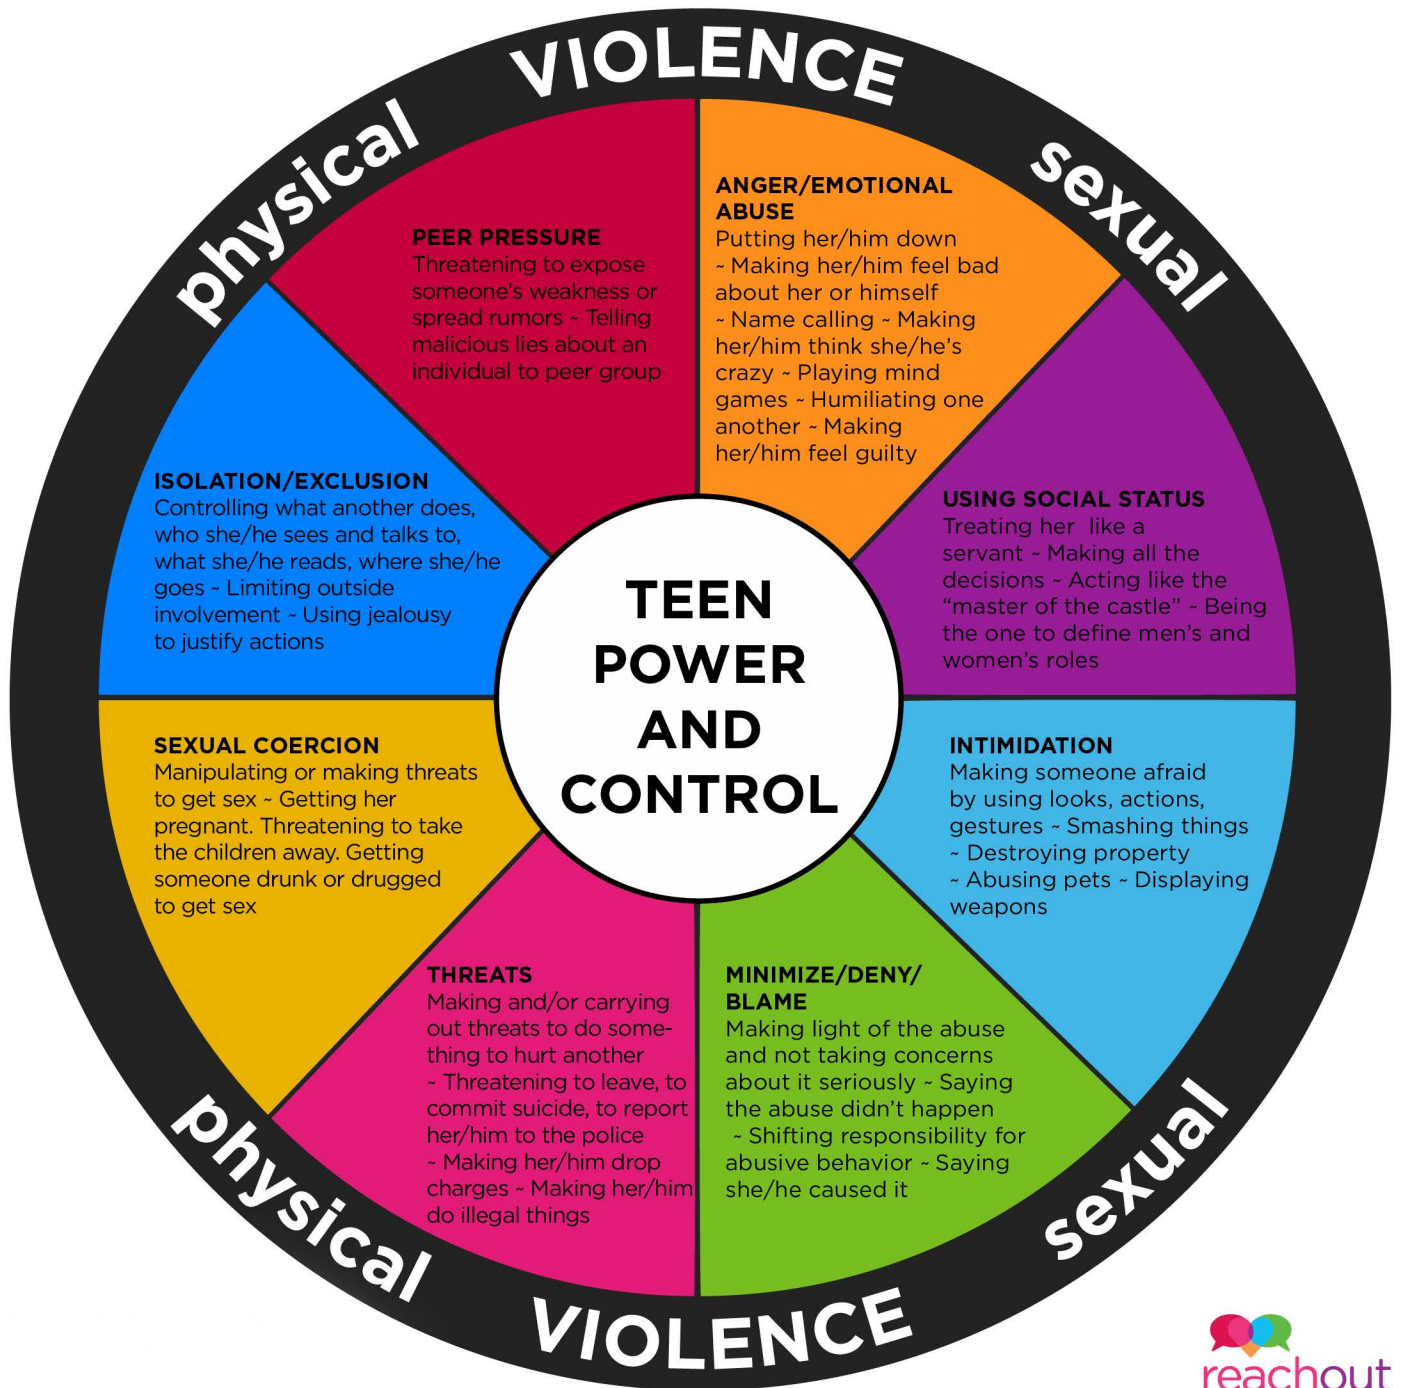 VIOLENCE
physical
sexual
PEER PRESSURE
Threatening to expose
someone's weakness or
spread rumors ~ Telling
malicious lies about an
individual to peer group
ANGER/EMOTIONAL
ABUSE
Putting her/him down
~ Making her/him feel bad
about her or himself
~ Name calling ~ Making
her/him think she/he's
crazy ~ Playing mind
games ~ Humiliating one
another ~ Making
her/him feel guilty
ISOLATION/EXCLUSION
Controlling what another does,
who she/he sees and talks to,
what she/he reads, where she/he
goes ~ Limiting outside
involvement ~ Using jealousy
to justify actions
USING SOCIAL STATUS
Treating her  like a
servant ~ Making all the
decisions ~ Acting like the
“master of the castle” ~ Being
the one to define men's and
women's roles
TEEN
POWER
AND
CONTROL
SEXUAL COERCION
Manipulating or making threats
to get sex ~ Getting her
pregnant. Threatening to take
the children away. Getting
someone drunk or drugged
to get sex
INTIMIDATION
Making someone afraid
by using looks, actions,
gestures ~ Smashing things
~ Destroying property
~ Abusing pets ~ Displaying
weapons
THREATS
Making and/or carrying
out threats to do some-
thing to hurt another
~ Threatening to leave, to
commit suicide, to report
her/him to the police
~ Making her/him drop
charges ~ Making her/him
do illegal things
MINIMIZE/DENY/
BLAME
Making light of the abuse
and not taking concerns
about it seriously ~ Saying
the abuse didn't happen
~ Shifting responsibility for
abusive behavior ~ Saying
she/he caused it
physical
sexual
VIOLENCE
reachout